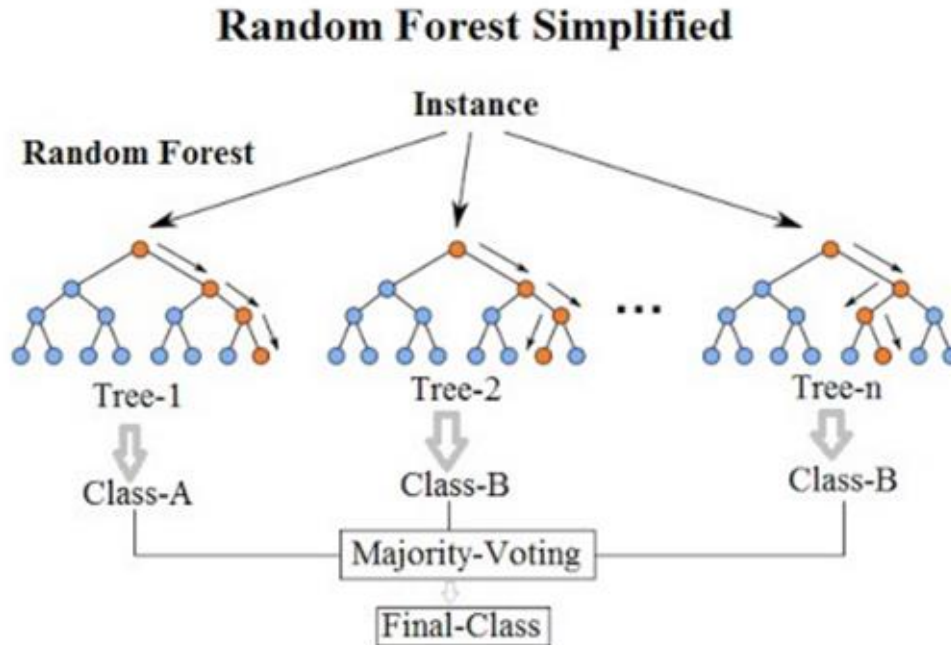 Random Forest Simplified
Instance
Random Forest
...
Tree-1
Tree-2
Tree-n
Class-A
Class-B
Class-B
Majority-Voting
Final-Class